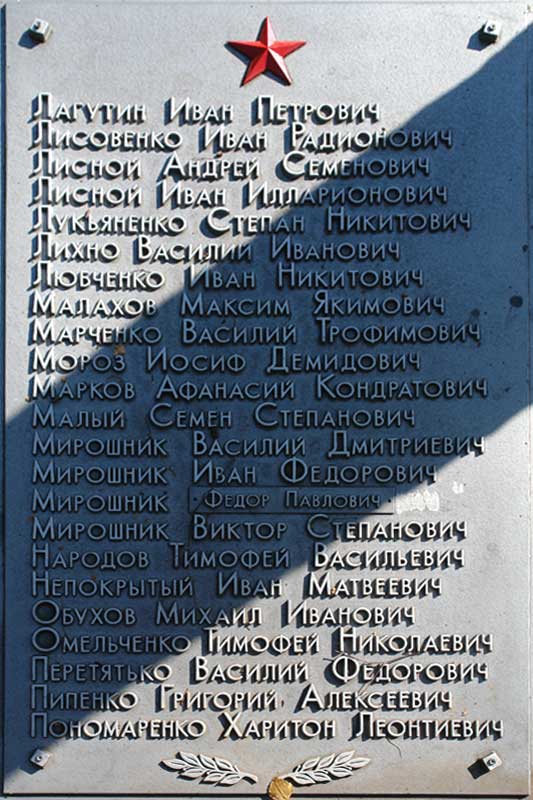 Лагутин Иван Петрович
Лисовенко Иван Радионович
Лисной Андрей Семенович
Лисной Иван Илларионович
Лукьяненко Степан Никитович
Лихно Василий Иванович
Любченко Иван Никитович
Малахов Максим Якимович
Марченко Василий Трофимович
Мороз Иосиф Демидович
Марков Афанасий Кондратович
Малый Семен Степанович
Мирошник Василий Дмитриевич
Мирошник Иван Федорович
Мирошник Федор Павлович
Мирошник Виктор Степанович
Народов Тимофей Васильевич
Непокрытый Иван Матвеевич
Обухов Михаил Иванович
Омельченко Тимофей Николаевич
Перетятько Василий Федорович
Пипенко Григорий Алексеевич
Пономаренко Харитон Леонтиевич